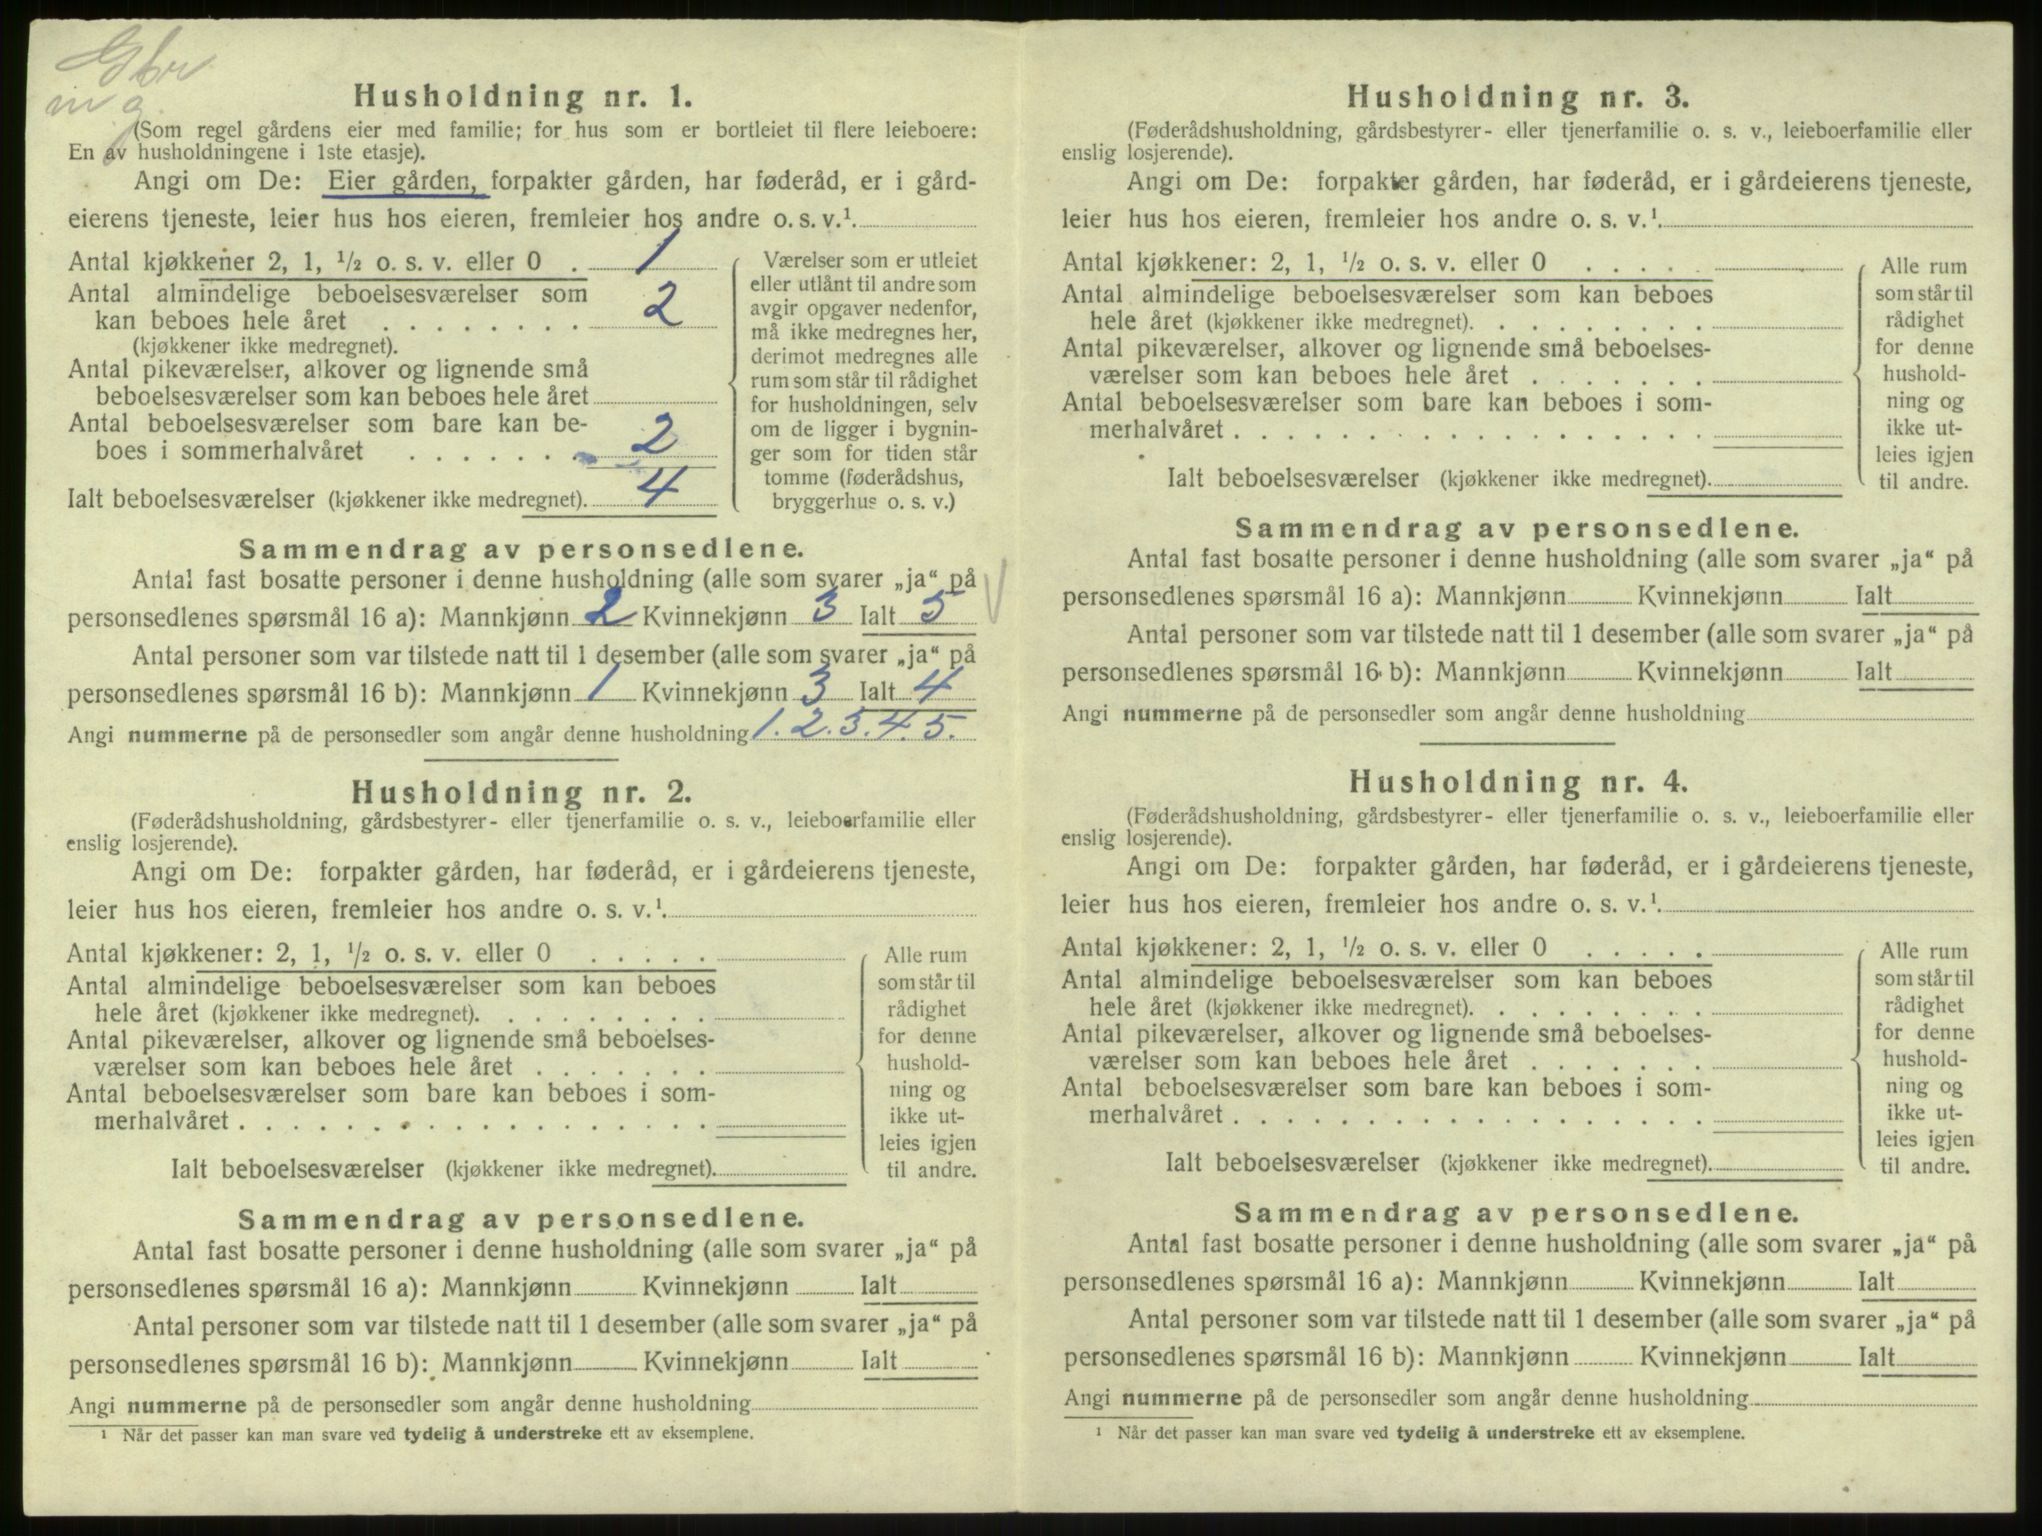 Gbr
m g.
Husholdning nr. 1.
(Som regel gårdens eier med familie; for hus som er bortleiet til flere leieboere:
En av husholdningene i 1ste etasje).
Angi om De: Eier gården, forpakter gården, har føderåd, er i gård-
eierens tjeneste, leier hus hos eieren, fremleier hos andre o. s. v.¹.
Antal kjøkkener 2, 1, ½ o. s. v. eller 0 . 1
Antal almindelige beboelsesværelser som
kan beboes hele året . . . . . . . . 2
(kjøkkener ikke medregnet).
Antal pikeværelser, alkover og lignende små
beboelsesværelser som kan beboes hele året
Antal beboelsesværelser som bare kan be-
boes i sommerhalvåret . . . . . . 2
Ialt beboelsesværelser (kjøkkener ikke medregnet). 4
Værelser som er utleiet
eller utlånt til andre som
avgir opgaver nedenfor,
må ikke medregnes her,
derimot medregnes alle
rum som står til rådighet
for husholdningen, selv
om de ligger i bygnin-
ger som for tiden står
tomme (føderådshus,
bryggerhus o. s. v.)
Sammendrag av personsedlene.
Antal fast bosatte personer i denne husholdning (alle som svarer „ja“ på
personsedlenes spørsmål 16 a): Mannkjønn 2 Kvinnekjønn 3 Ialt 5
Antal personer som var tilstede natt til 1 desember (alle som svarer „ja“ på
personsedlenes spørsmål 16 b): Mannkjønn 1 Kvinnekjønn 3 Ialt 4
Angi nummerne på de personsedler som angår denne husholdning 1. 2. 3. 4. 5.
Husholdning nr. 2.
(Føderådshusholdning, gårdsbestyrer- eller tjenerfamilie o. s. v., leieboerfamilie eller
enslig losjerende).
Angi om De: forpakter gården, har føderåd, er i gårdeierens tjeneste,
leier hus hos eieren, fremleier hos andre o. s. v.¹.
Antal kjøkkener: 2, 1, ½ o. s. v. eller 0 . . . . .
Antal almindelige beboelsesværelser som kan beboes
hele året (kjøkkener ikke medregnet). . . . . . . . .
Antal pikeværelser, alkover og lignende små beboelses-
værelser som kan beboes hele året . . . . . . .
Antal beboelsesværelser som bare kan beboes i som-
merhalvåret . . . . . . . . . . . . . . . . . .
Ialt beboelsesværelser (kjøkkener ikke medregnet).
Alle rum
som står til
rådighet
for denne
hushold-
ning og
ikke ut-
leies igjen
til andre.
Sammendrag av personsedlene.
Antal fast bosatte personer i denne husholdning (alle som svarer „ja“ på
personsedlenes spørsmål 16 a): Mannkjønn Kvinnekjønn Ialt
Antal personer som var tilstede natt til 1 desember (alle som svarer „ja“ på
personsedlenes spørsmål 16 b): Mannkjønn Kvinnekjønn Ialt
Angi nummerne på de personsedler som angår denne husholdning
¹ Når det passer kan man svare ved tydelig å understreke ett av eksemplene.
Husholdning nr. 3.
(Føderådshusholdning, gårdsbestyrer- eller tjenerfamilie o. s. v., leieboerfamilie eller
enslig losjerende).
Angi om De: forpakter gården, har føderåd, er i gårdeierens tjeneste,
leier hus hos eieren, fremleier hos andre o. s. v.¹.
Antal kjøkkener: 2, 1, ½ o. s. v. eller 0 . . . . .
Antal almindelige beboelsesværelser som kan beboes
hele året (kjøkkener ikke medregnet). . . . . . . . .
Antal pikeværelser, alkover og lignende små beboelses-
værelser som kan beboes hele året . . . . . . .
Antal beboelsesværelser som bare kan beboes i som-
merhalvåret . . . . . . . . . . . . . . . . . .
Ialt beboelsesværelser (kjøkkener ikke medregnet).
Alle rum
som står til
rådighet
for denne
hushold-
ning og
ikke ut-
leies igjen
til andre.
Sammendrag av personsedlene.
Antal fast bosatte personer i denne husholdning (alle som svarer „ja“ på
personsedlenes spørsmål 16 a): Mannkjønn Kvinnekjønn Ialt
Antal personer som var tilstede natt til 1 desember (alle som svarer „ja“ på
personsedlenes spørsmål 16 b): Mannkjønn Kvinnekjønn Ialt
Angi nummerne på de personsedler som angår denne husholdning
Husholdning nr. 4.
(Føderådshusholdning, gårdsbestyrer- eller tjenerfamilie o. s. v., leieboerfamilie eller
enslig losjerende).
Angi om De: forpakter gården, har føderåd, er i gårdeierens tjeneste,
leier hus hos eieren, fremleier hos andre o. s. v.¹.
Antal kjøkkener: 2, 1, ½ o. s. v. eller 0 . . . . .
Antal almindelige beboelsesværelser som kan beboes
hele året (kjøkkener ikke medregnet). . . . . . . . .
Antal pikeværelser, alkover og lignende små beboelses-
værelser som kan beboes hele året . . . . . . .
Antal beboelsesværelser som bare kan beboes i som-
merhalvåret . . . . . . . . . . . . . . . . . .
Ialt beboelsesværelser (kjøkkener ikke medregnet).
Alle rum
som står til
rådighet
for denne
hushold-
ning og
ikke ut-
leies igjen
til andre.
Sammendrag av personsedlene.
Antal fast bosatte personer i denne husholdning (alle som svarer „ja“ på
personsedlenes spørsmål 16 a): Mannkjønn Kvinnekjønn Ialt
Antal personer som var tilstede natt til 1 desember (alle som svarer „ja“ på
personsedlenes spørsmål 16 b): Mannkjønn Kvinnekjønn Ialt
Angi nummerne på de personsedler som angår denne husholdning
¹ Når det passer kan man svare ved tydelig å understreke ett av eksemplene.